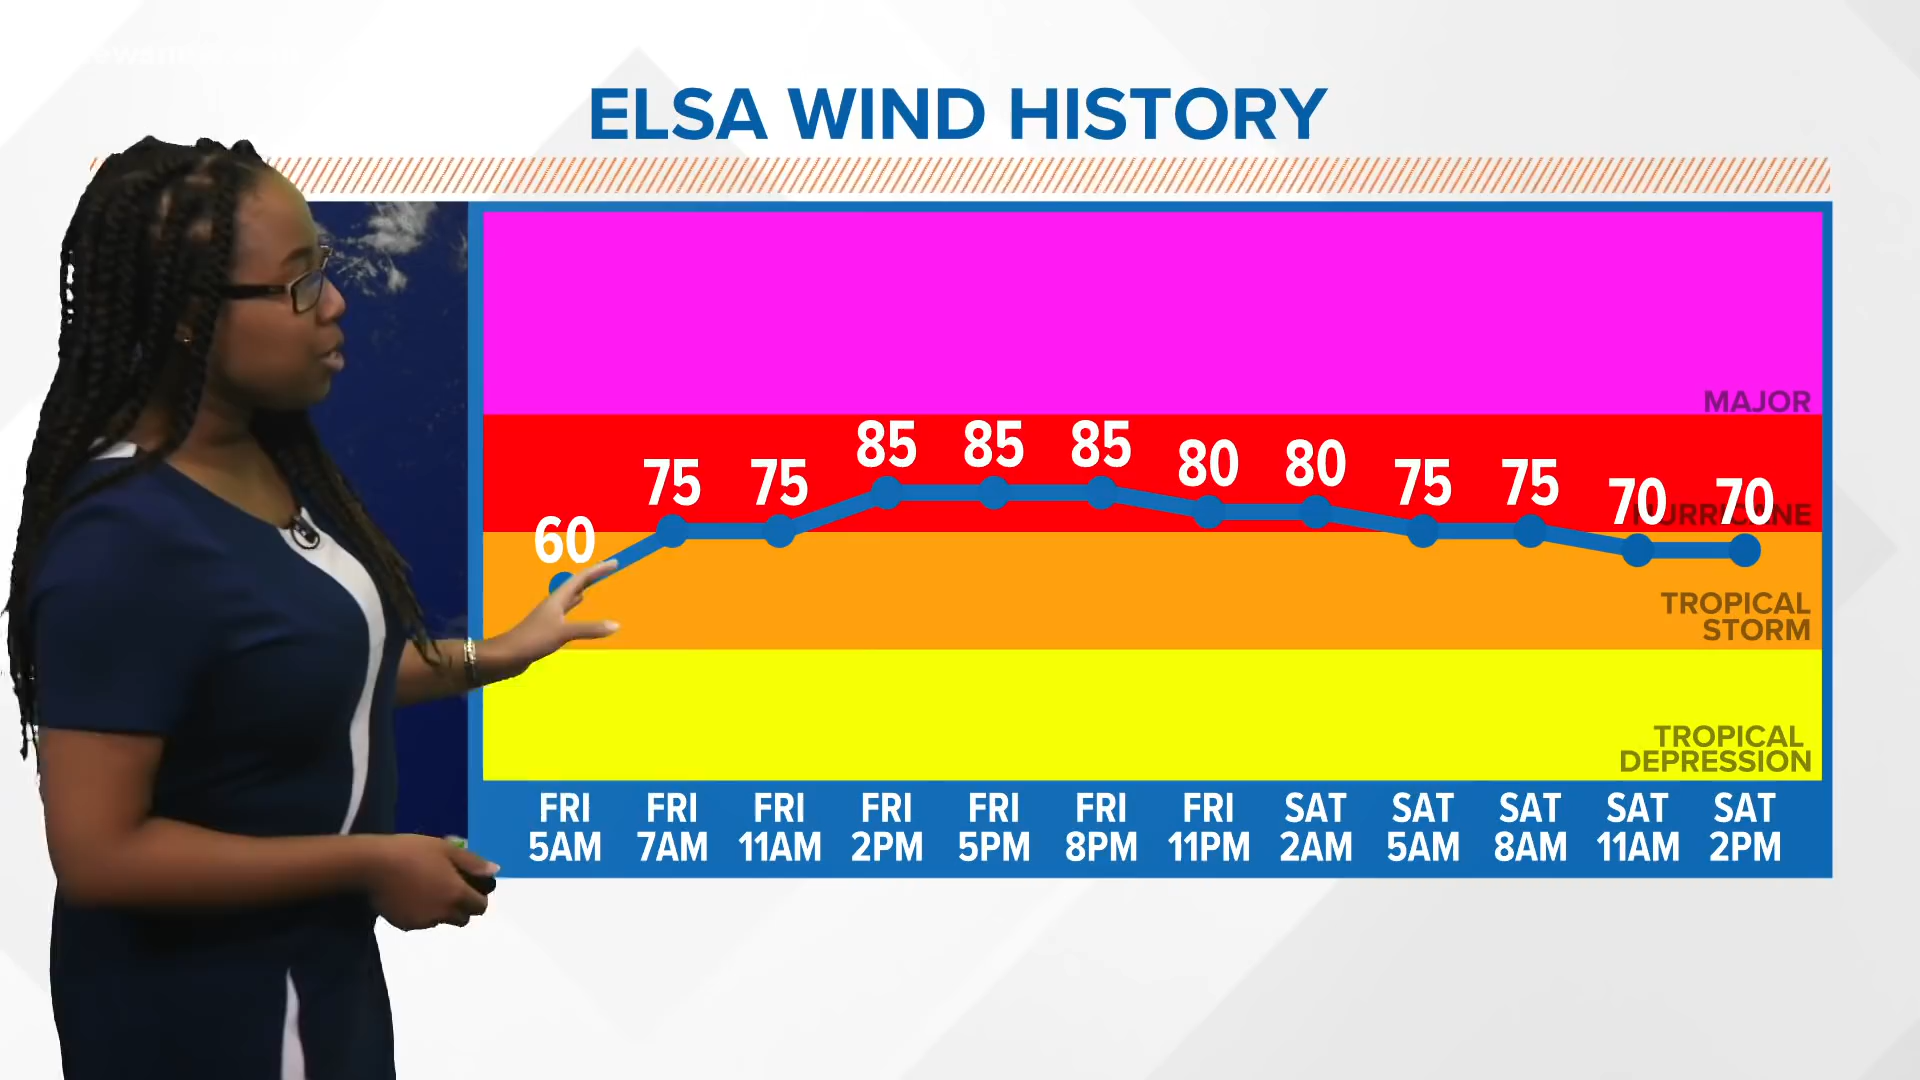 ELSA WIND HISTORY
MAJOR
85 85 85
80 80
75 75
75 75
70 70
HURRICANE
60
TROPICAL
STORM
TROPICAL
DEPRESSION
FRI FRI FRI FRI FRI FRI FRI SAT SAT SAT SAT SAT
5AM 7AM 11AM 2PM 5PM 8PM 11PM 2AM 5AM 8AM 11AM 2PM